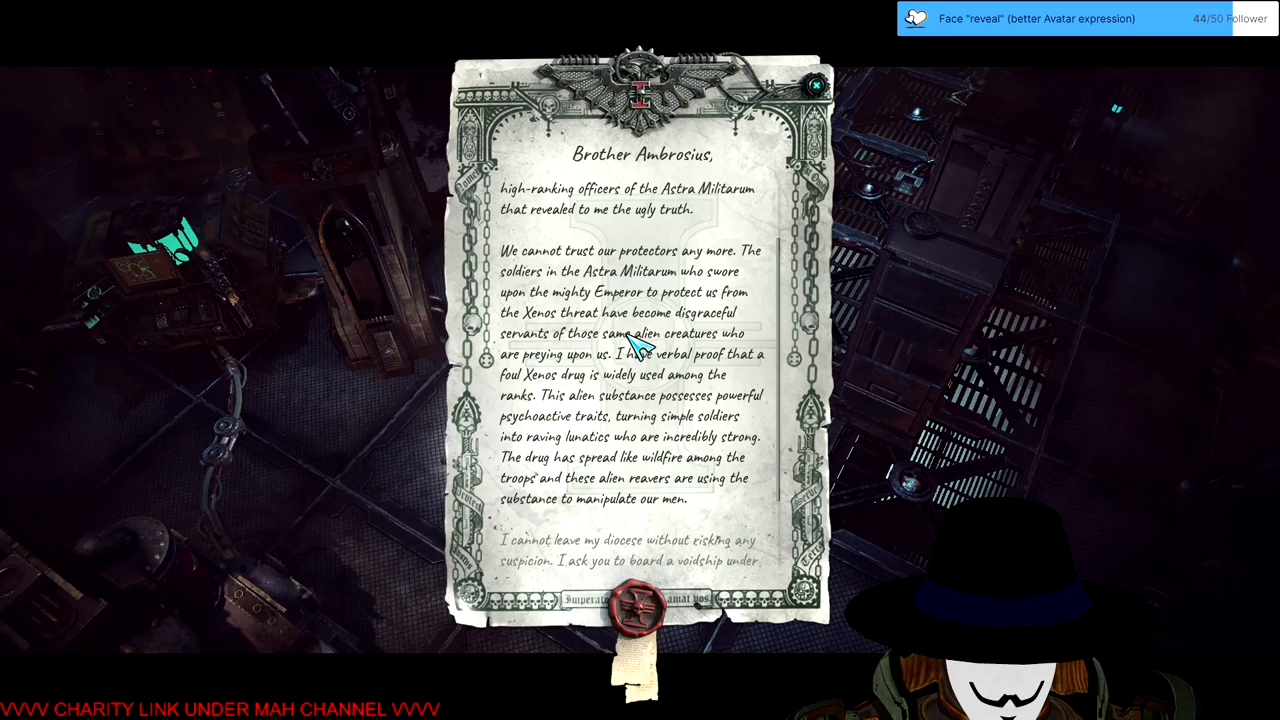 Face "reveal" (better Avatar expression)
44/50 Follower
Brother Ambrosius,
high-ranking officers of the Astra Militarum
that revealed to me the ugly truth.
We cannot trust our protectors any more. The
soldiers in the Astra Militarum who swore
upon the mighty Emperor to protect us from
the Xenos threat have become disgraceful
servants of those same alien creatures who
are preying upon us. I have verbal proof that a
foul Xenos drug is widely used among the
ranks. This alien substance possesses powerful
psychoactive traits, turning simple soldiers
into raving lunatics who are incredibly strong.
The drug has spread like wildfire among the
troops and these alien reavers are using the
substance to manipulate our men.
I cannot leave my diocese without risking any
suspicion. I ask you to board a voidship under
VVVV CHARITY LINK UNDER MAH CHANNEL VVVV